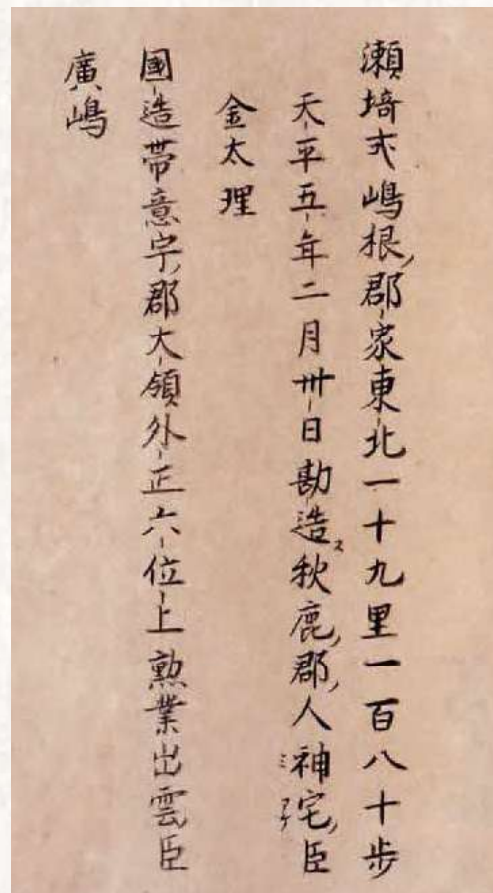 瀬埼戍嶋根郡家東北一十九里一百八十歩
天平五年二月卅日勘造秋鹿郡人神宅臣
金太理
國造帯意宇郡大領外正六位上勲業出雲臣
廣嶋